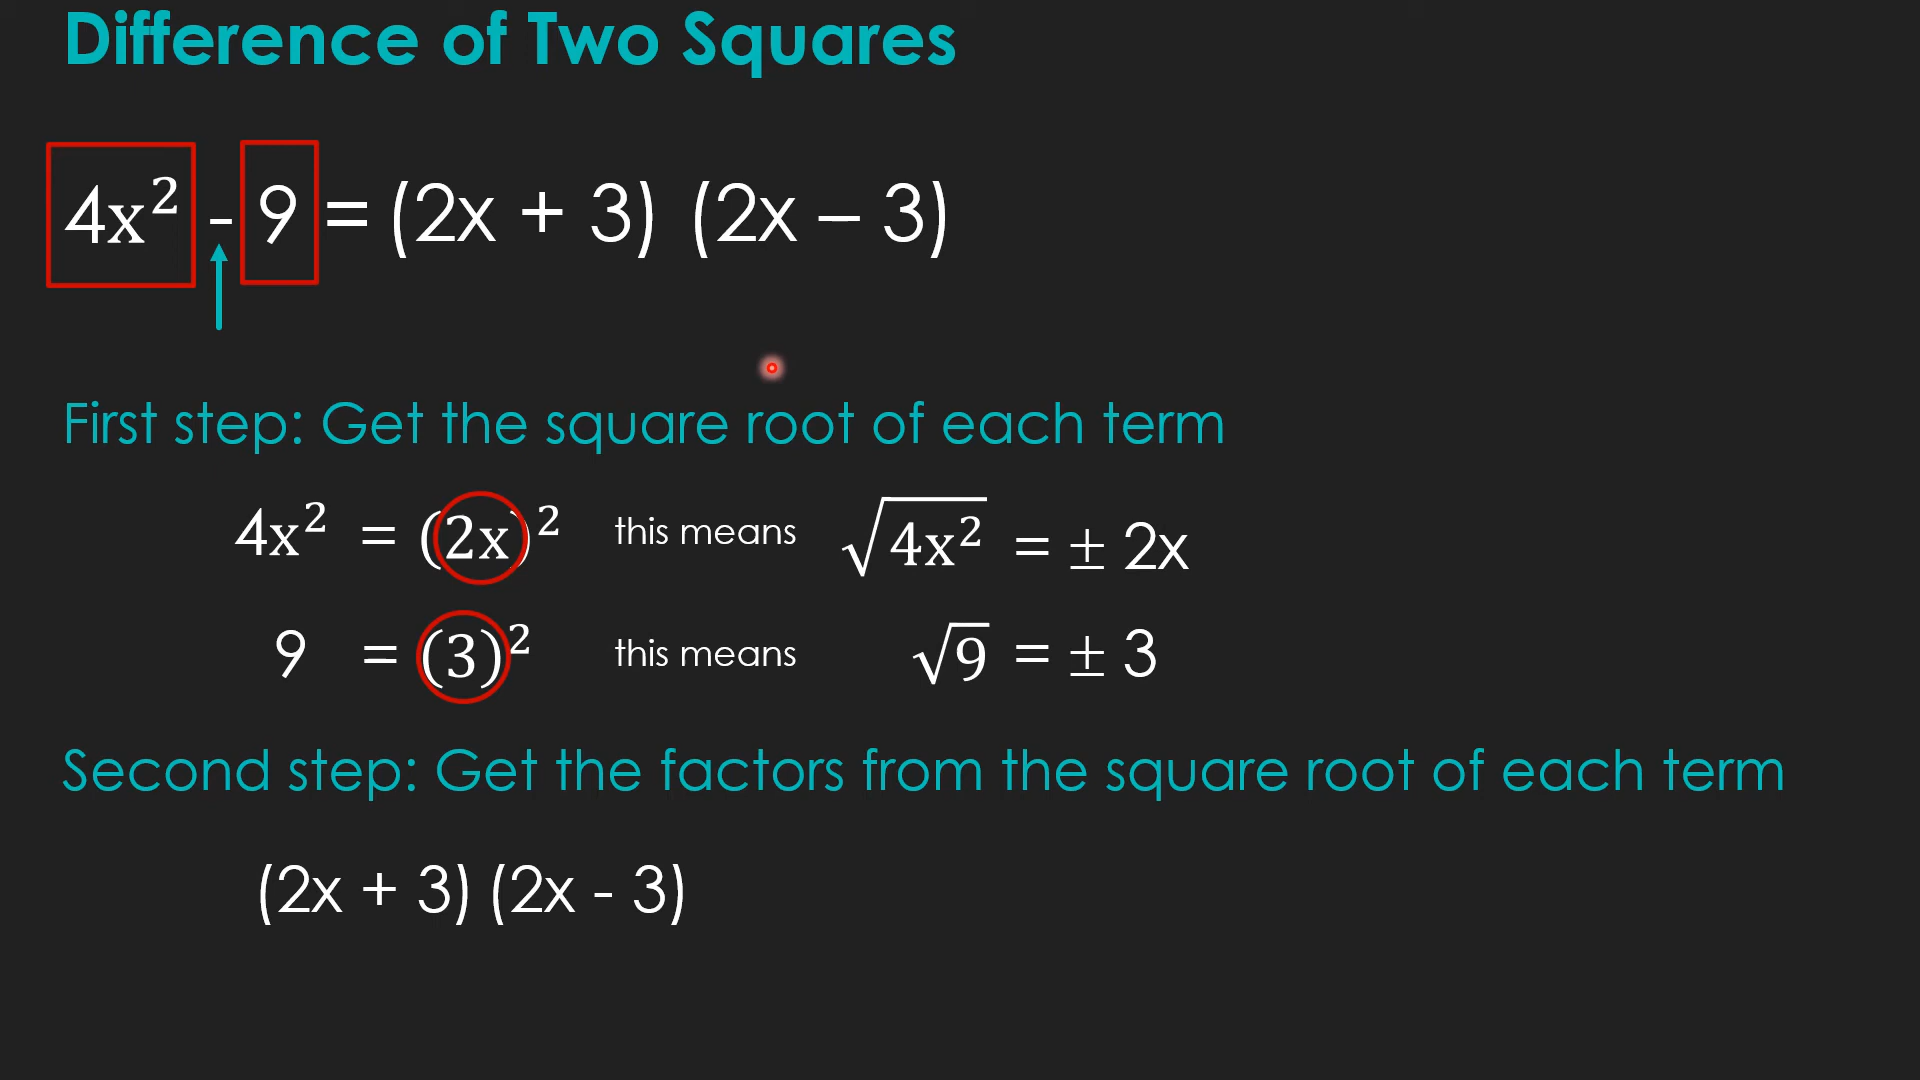 Difference of Two Squares
4x² - 9 = (2x + 3) (2x – 3)
First step: Get the square root of each term
4x² = (2x)² this means √4x² = ± 2x
9 = (3)² this means √9 = ± 3
Second step: Get the factors from the square root of each term
(2x + 3) (2x - 3)